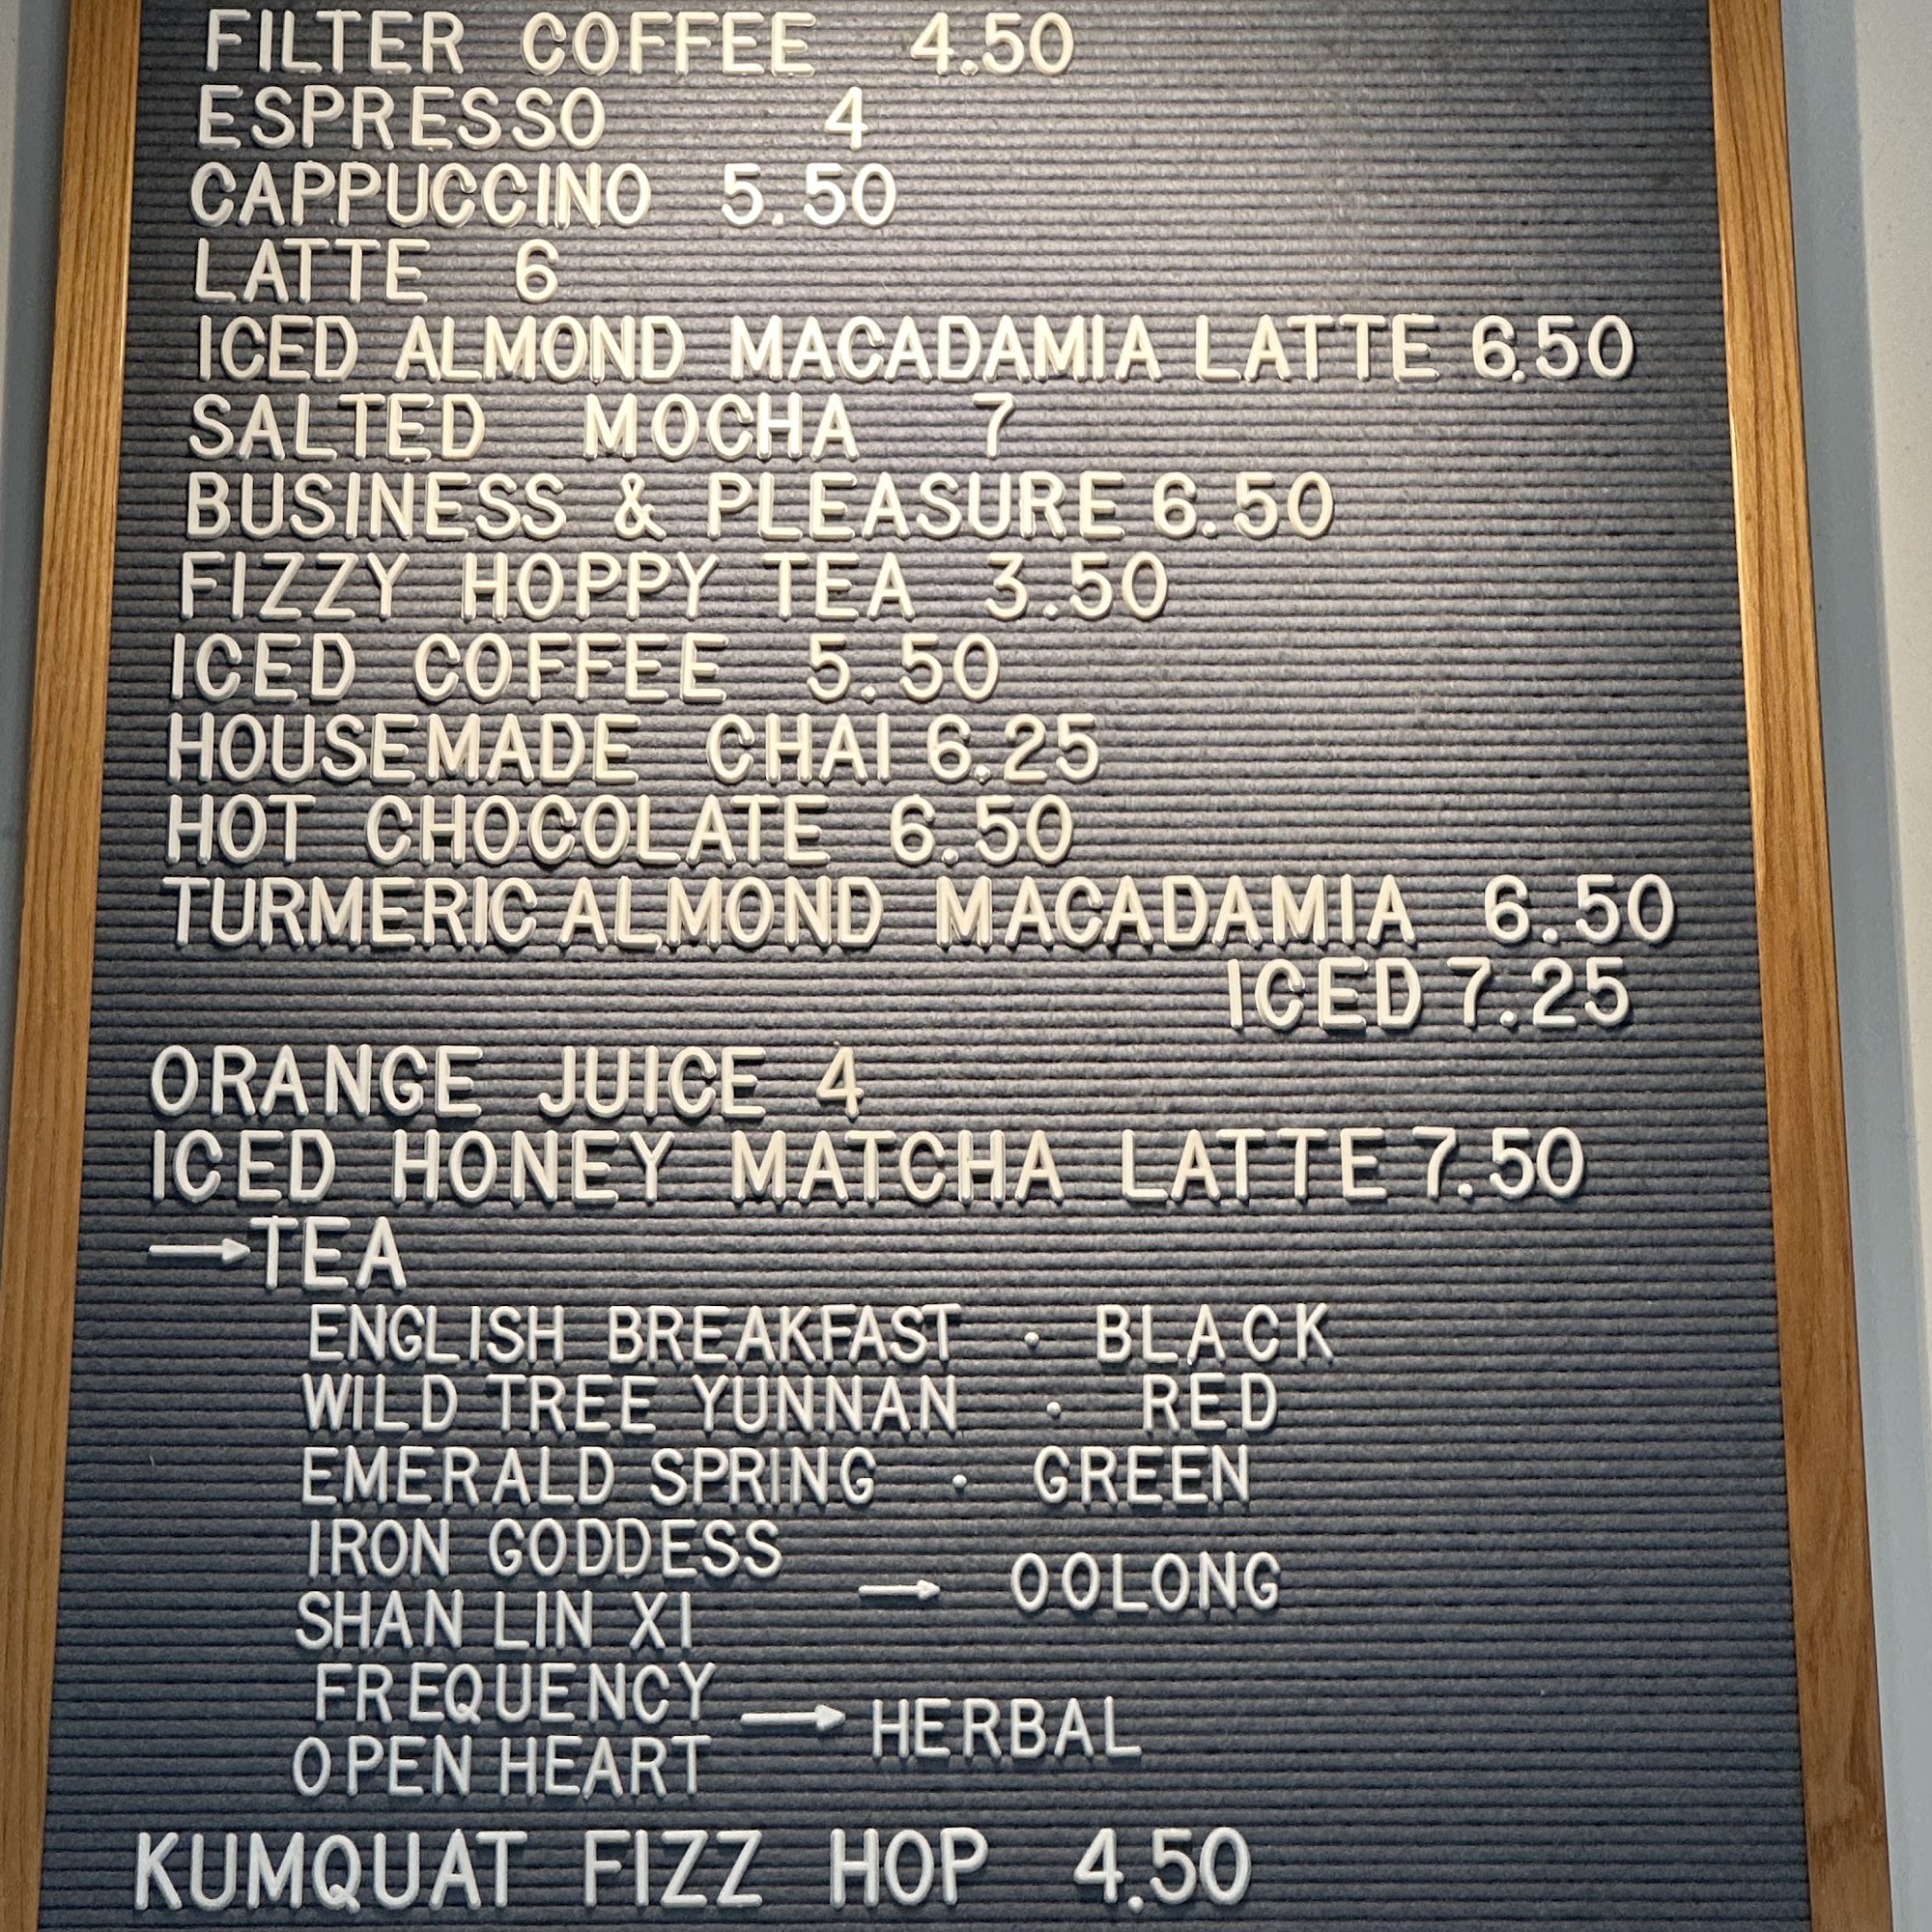 FILTER COFFEE 4.50
ESPRESSO 4
CAPPUCCINO 5.50
LATTE 6
ICED ALMOND MACADAMIA LATTE 6.50
SALTED MOCHA 7
BUSINESS & PLEASURE 6.50
FIZZY HOPPY TEA 3.50
ICED COFFEE 5.50
HOUSEMADE CHAI 6.25
HOT CHOCOLATE 6.50
TURMERIC ALMOND MACADAMIA 6.50
ICED 7.25
ORANGE JUICE 4
ICED HONEY MATCHA LATTE 7.50
→TEA
ENGLISH BREAKFAST · BLACK
WILD TREE YUNNAN · RED
EMERALD SPRING · GREEN
IRON GODDESS
SHAN LIN XI
→ OOLONG
FREQUENCY
OPEN HEART
→ HERBAL
KUMQUAT FIZZ HOP 4.50